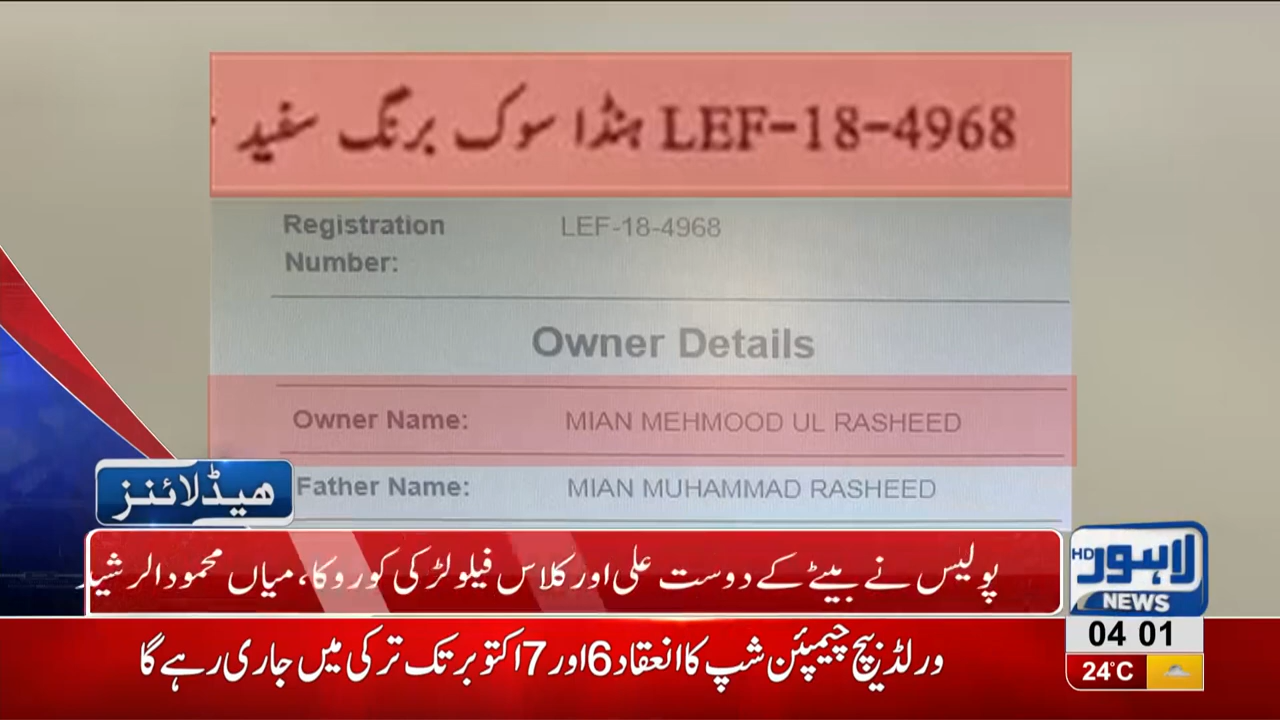 LEF-18-4968 ہنڈا سوک برنگ سفید
Registration Number:
LEF-18-4968
Owner Details
Owner Name: MIAN MEHMOOD UL RASHEED
Father Name: MIAN MUHAMMAD RASHEED
ھیڈلائنز
پولیس نے بیٹے کے دوست علی اور کلاس فیلو لڑکی کو روکا، میاں محمود الرشید
ورلڈ بیچ چیمپئن شپ کا انعقاد 6 اور 7 اکتوبر تک ترکی میں جاری رہے گا
HD لاہور
NEWS
04 01
24°C